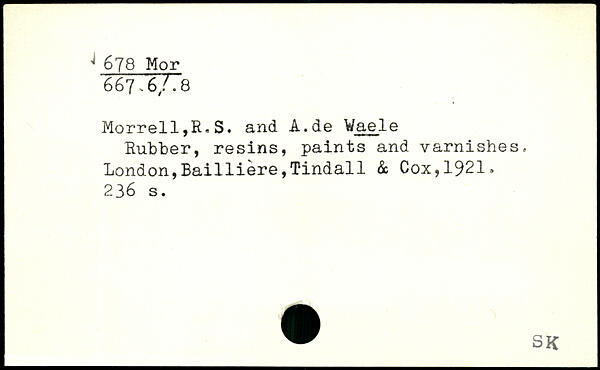 678 Mor
667.6/.8
Morrell,R.S. and A.de Waele
Rubber, resins, paints and varnishes.
London,Baillière,Tindall & Cox,1921.
236 s.
SK